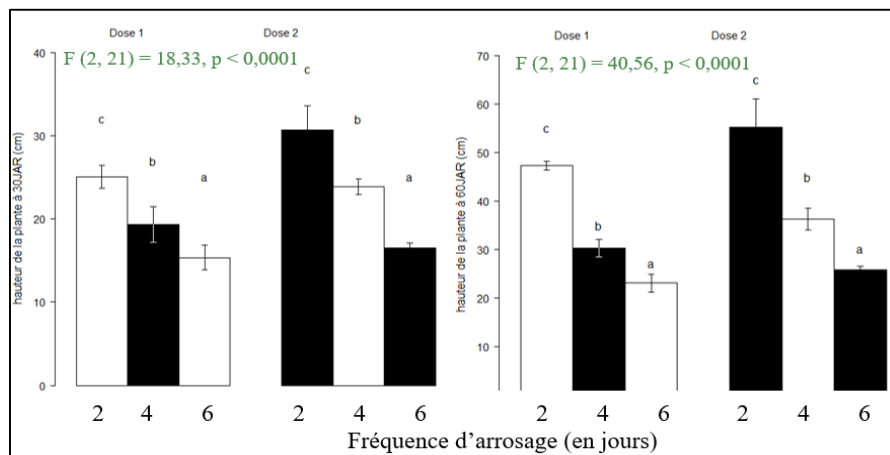 Dose 1 Dose 2
F (2, 21) = 18,33, p < 0,0001
hauteur de la plante à 30JAR (cm)
40
30
20
10
0
c
b
a
c
b
a
2 4 6 2 4 6
Dose 1 Dose 2
F (2, 21) = 40,56, p < 0,0001
hauteur de la plante à 60JAR (cm)
70
60
50
40
30
20
10
c
b
a
c
b
a
2 4 6 2 4 6
Fréquence d’arrosage (en jours)